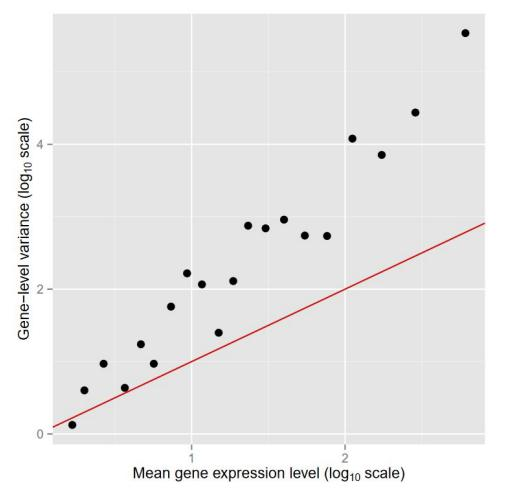 Gene−level variance (log10 scale)
4
2
0
1
2
Mean gene expression level (log10 scale)